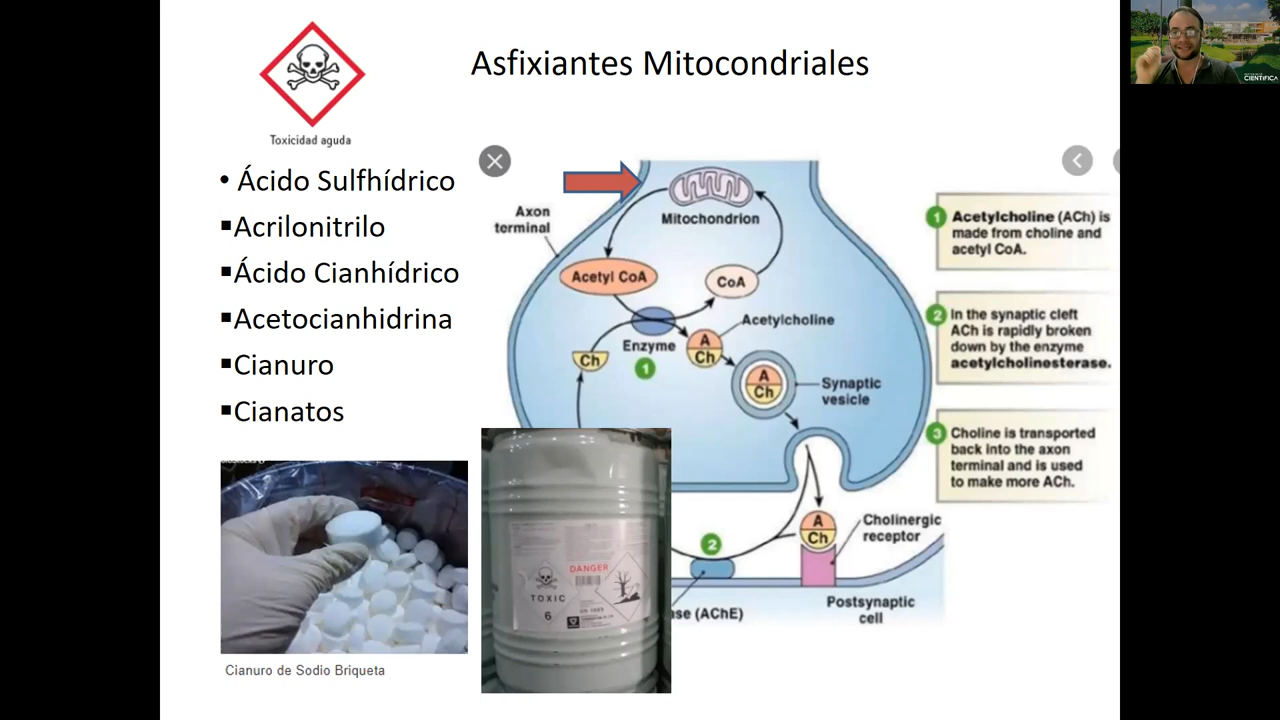 Asfixiantes Mitocondriales
CIENTÍFICA
Toxicidad aguda
• Ácido Sulfhídrico
▪Acrilonitrilo
▪Ácido Cianhídrico
▪Acetocianhidrina
▪Cianuro
▪Cianatos
Cianuro de Sodio Briqueta
Axon
terminal
Mitochondrion
Acetyl CoA
CoA
Acetylcholine
Enzyme
1
Ch
A
Ch
A
Ch
Synaptic
vesicle
A
Ch
Cholinergic
receptor
2
se (AChE)
Postsynaptic
cell
1 Acetylcholine (ACh) is
made from choline and
acetyl CoA.
2 In the synaptic cleft
ACh is rapidly broken
down by the enzyme
acetylcholinesterase.
3 Choline is transported
back into the axon
terminal and is used
to make more ACh.
DANGER
TOXIC
6